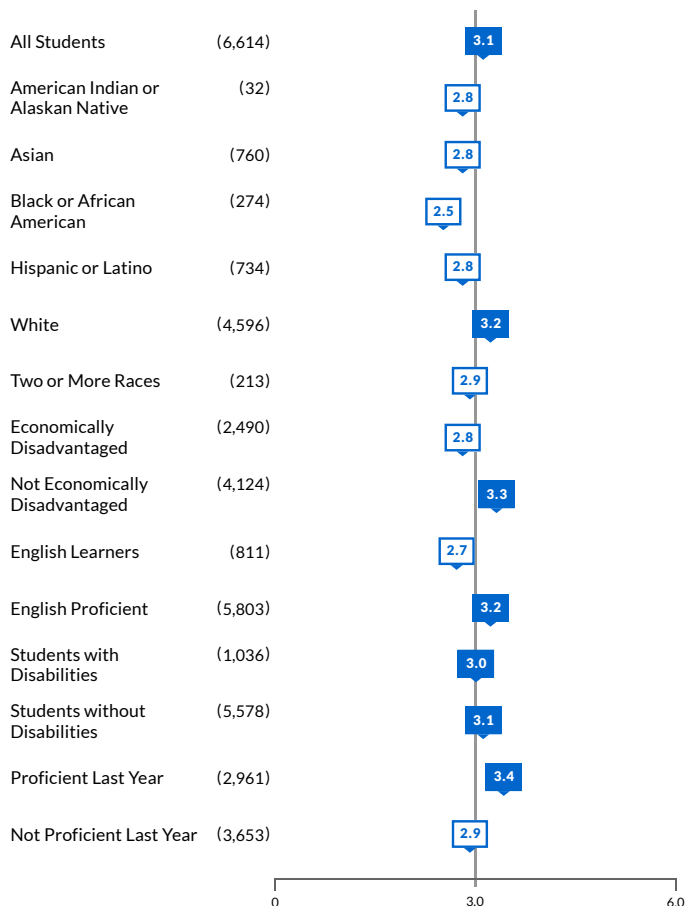 All Students (6,614) 3.1
American Indian or
Alaskan Native (32) 2.8
Asian (760) 2.8
Black or African
American (274) 2.5
Hispanic or Latino (734) 2.8
White (4,596) 3.2
Two or More Races (213) 2.9
Economically
Disadvantaged (2,490) 2.8
Not Economically
Disadvantaged (4,124) 3.3
English Learners (811) 2.7
English Proficient (5,803) 3.2
Students with
Disabilities (1,036) 3.0
Students without
Disabilities (5,578) 3.1
Proficient Last Year (2,961) 3.4
Not Proficient Last Year (3,653) 2.9
0 3.0 6.0